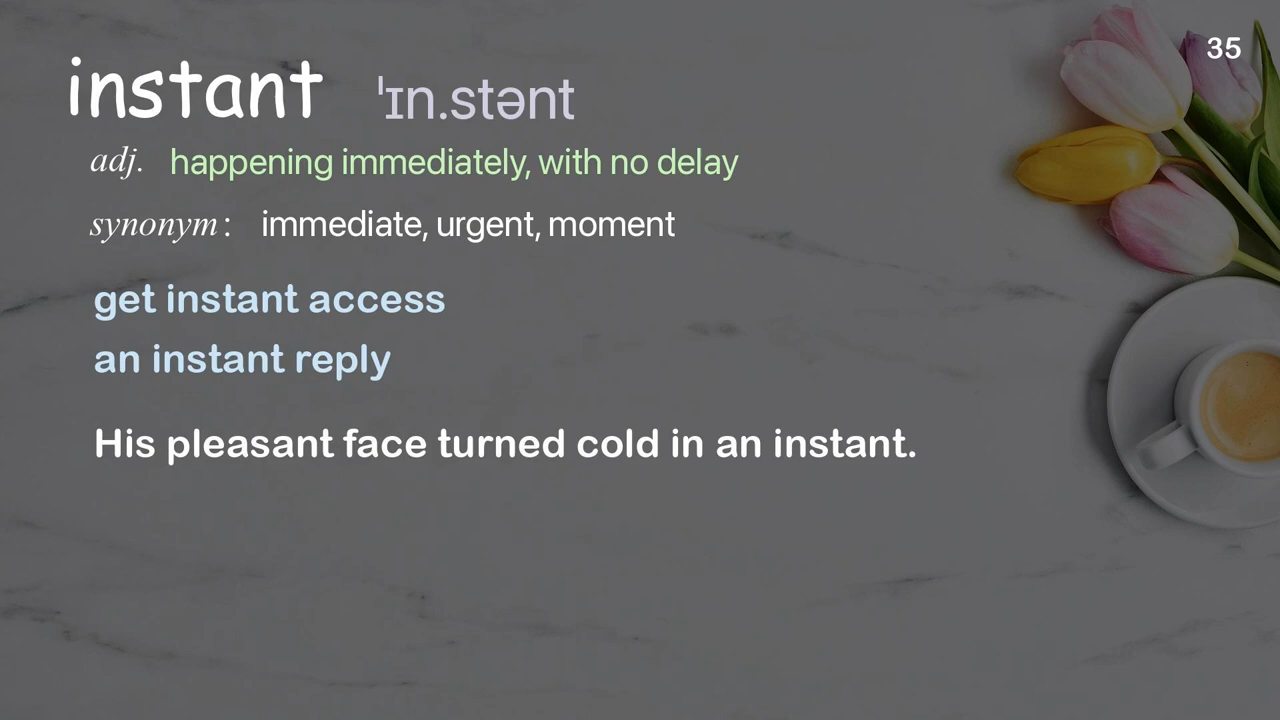 35
instant ˈɪn.stənt
adj. happening immediately, with no delay
synonym: immediate, urgent, moment
get instant access
an instant reply
His pleasant face turned cold in an instant.